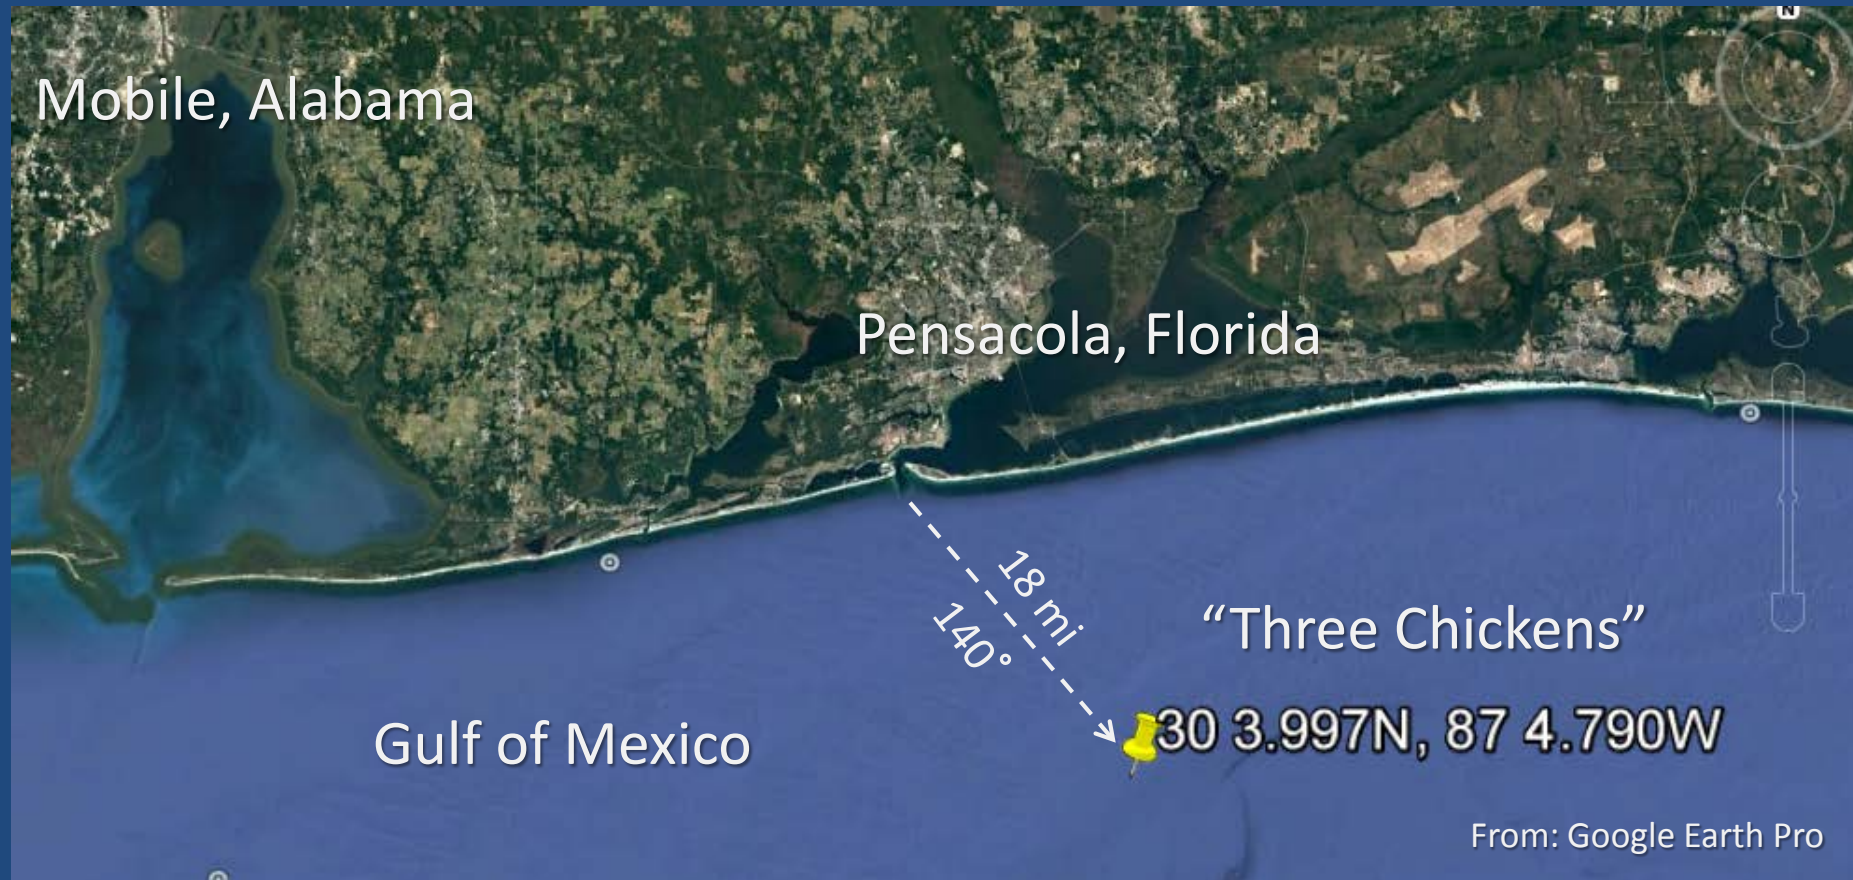 N
Mobile, Alabama
Pensacola, Florida
18 mi
140°
“Three Chickens”
30 3.997N, 87 4.790W
Gulf of Mexico
From: Google Earth Pro